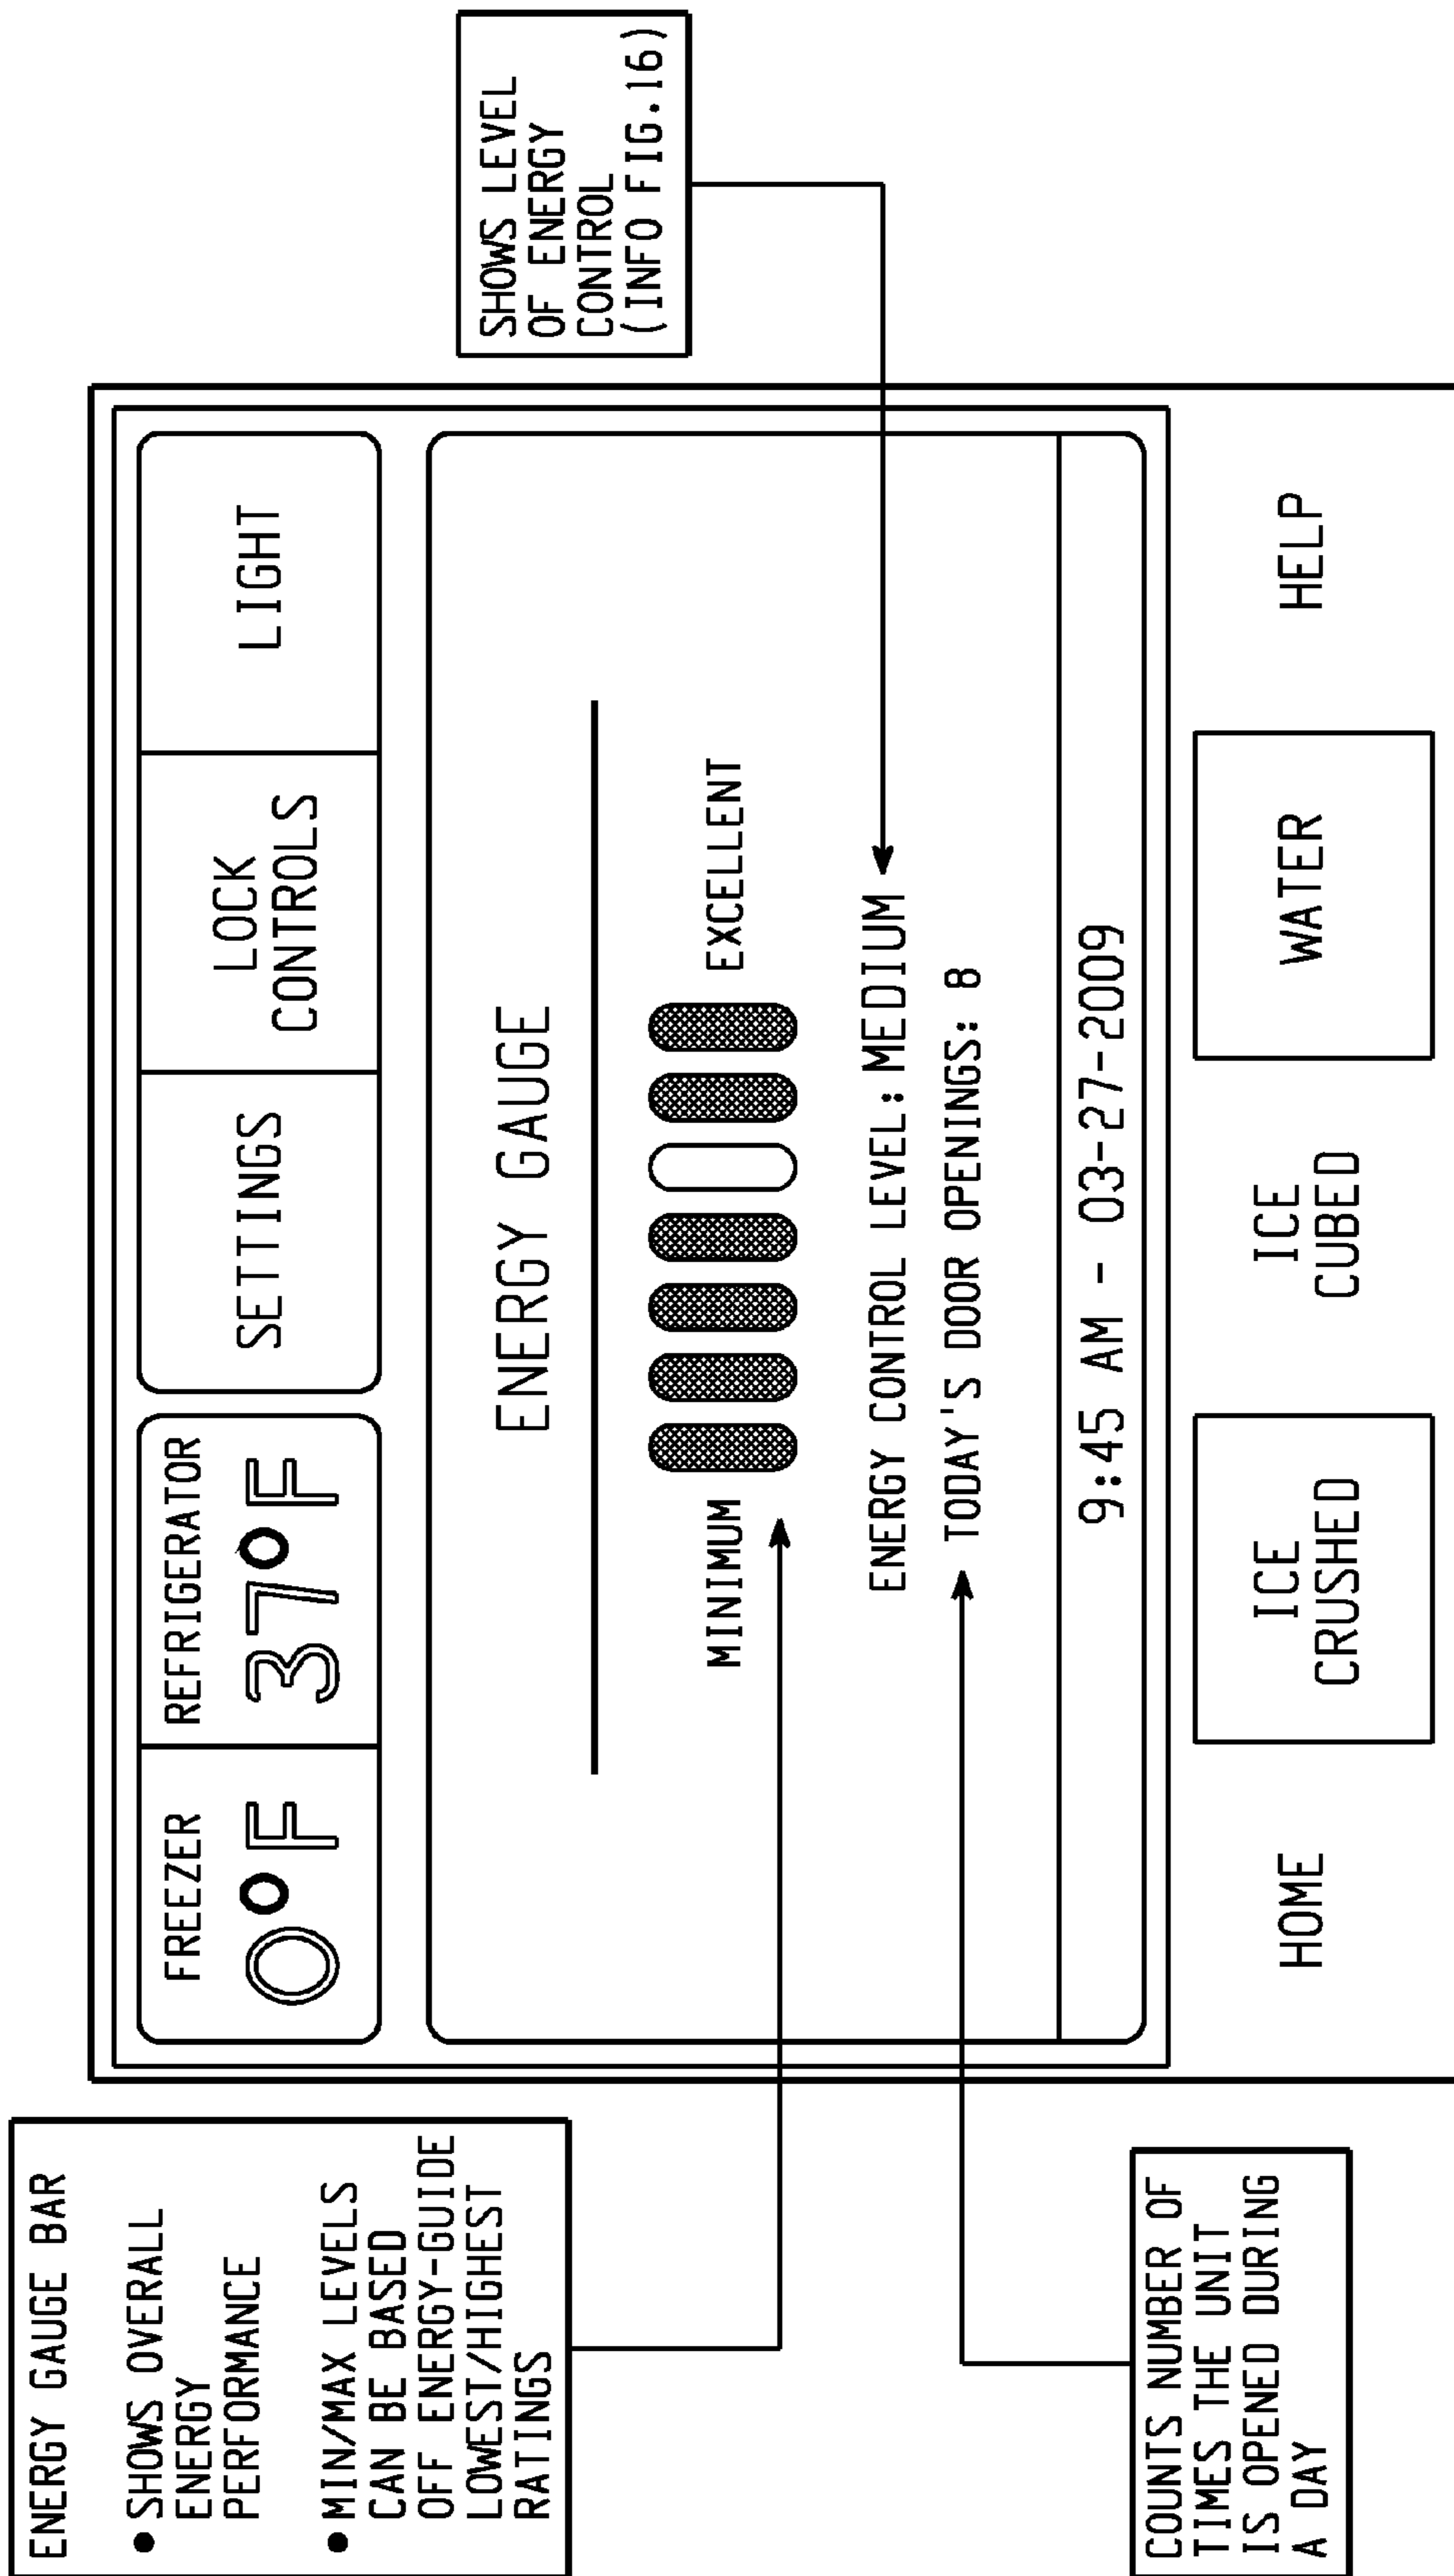 ENERGY GAUGE BAR
• SHOWS OVERALL
ENERGY
PERFORMANCE
• MIN/MAX LEVELS
CAN BE BASED
OFF ENERGY-GUIDE
LOWEST/HIGHEST
RATINGS
COUNTS NUMBER OF
TIMES THE UNIT
IS OPENED DURING
A DAY
FREEZER
0°F
REFRIGERATOR
37°F
SETTINGS
LOCK
CONTROLS
LIGHT
ENERGY GAUGE
MINIMUM
EXCELLENT
ENERGY CONTROL LEVEL: MEDIUM
TODAY'S DOOR OPENINGS: 8
9:45 AM - 03-27-2009
HOME
ICE
CRUSHED
ICE
CUBED
WATER
HELP
SHOWS LEVEL
OF ENERGY
CONTROL
(INFO FIG.16)